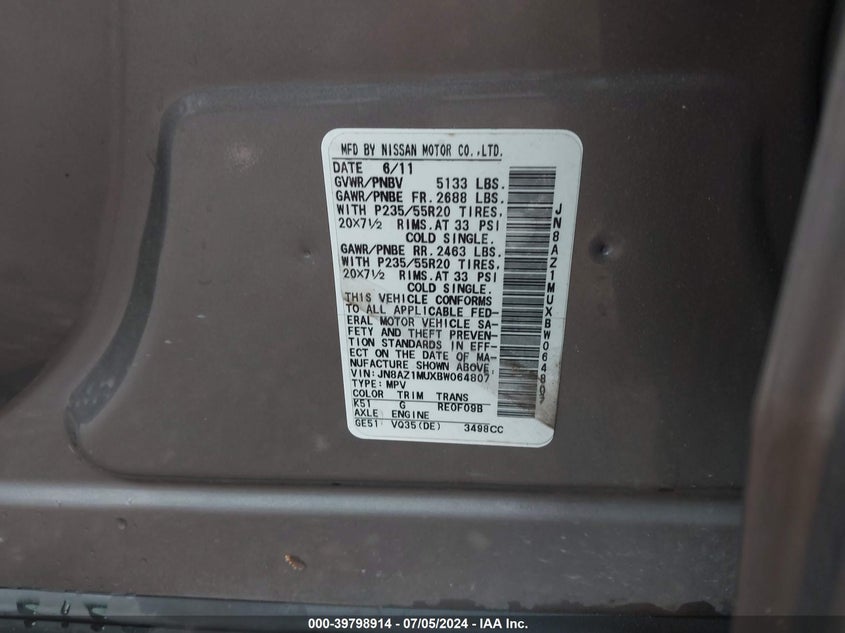 MFD BY NISSAN MOTOR CO.,LTD.
DATE 6/11
GVWR/PNBV 5133 LBS.
GAWR/PNBE FR. 2688 LBS.
WITH P235/55R20 TIRES,
20X7½ RIMS. AT 33 PSI
COLD SINGLE.
GAWR/PNBE RR. 2463 LBS.
WITH P235/55R20 TIRES,
20X7½ RIMS. AT 33 PSI
COLD SINGLE.
THIS VEHICLE CONFORMS
TO ALL APPLICABLE FED-
ERAL MOTOR VEHICLE SA-
FETY AND THEFT PREVEN-
TION STANDARDS IN EFF-
ECT ON THE DATE OF MA-
NUFACTURE SHOWN ABOVE.
VIN: JN8AZ1MUXBW064807
TYPE: MPV
COLOR TRIM TRANS
K51 G RE0F09B
AXLE ENGINE
GE51 VQ35(DE) 3498CC
JN8AZ1MUXBW064807
000-39798914 - 07/05/2024 - IAA Inc.